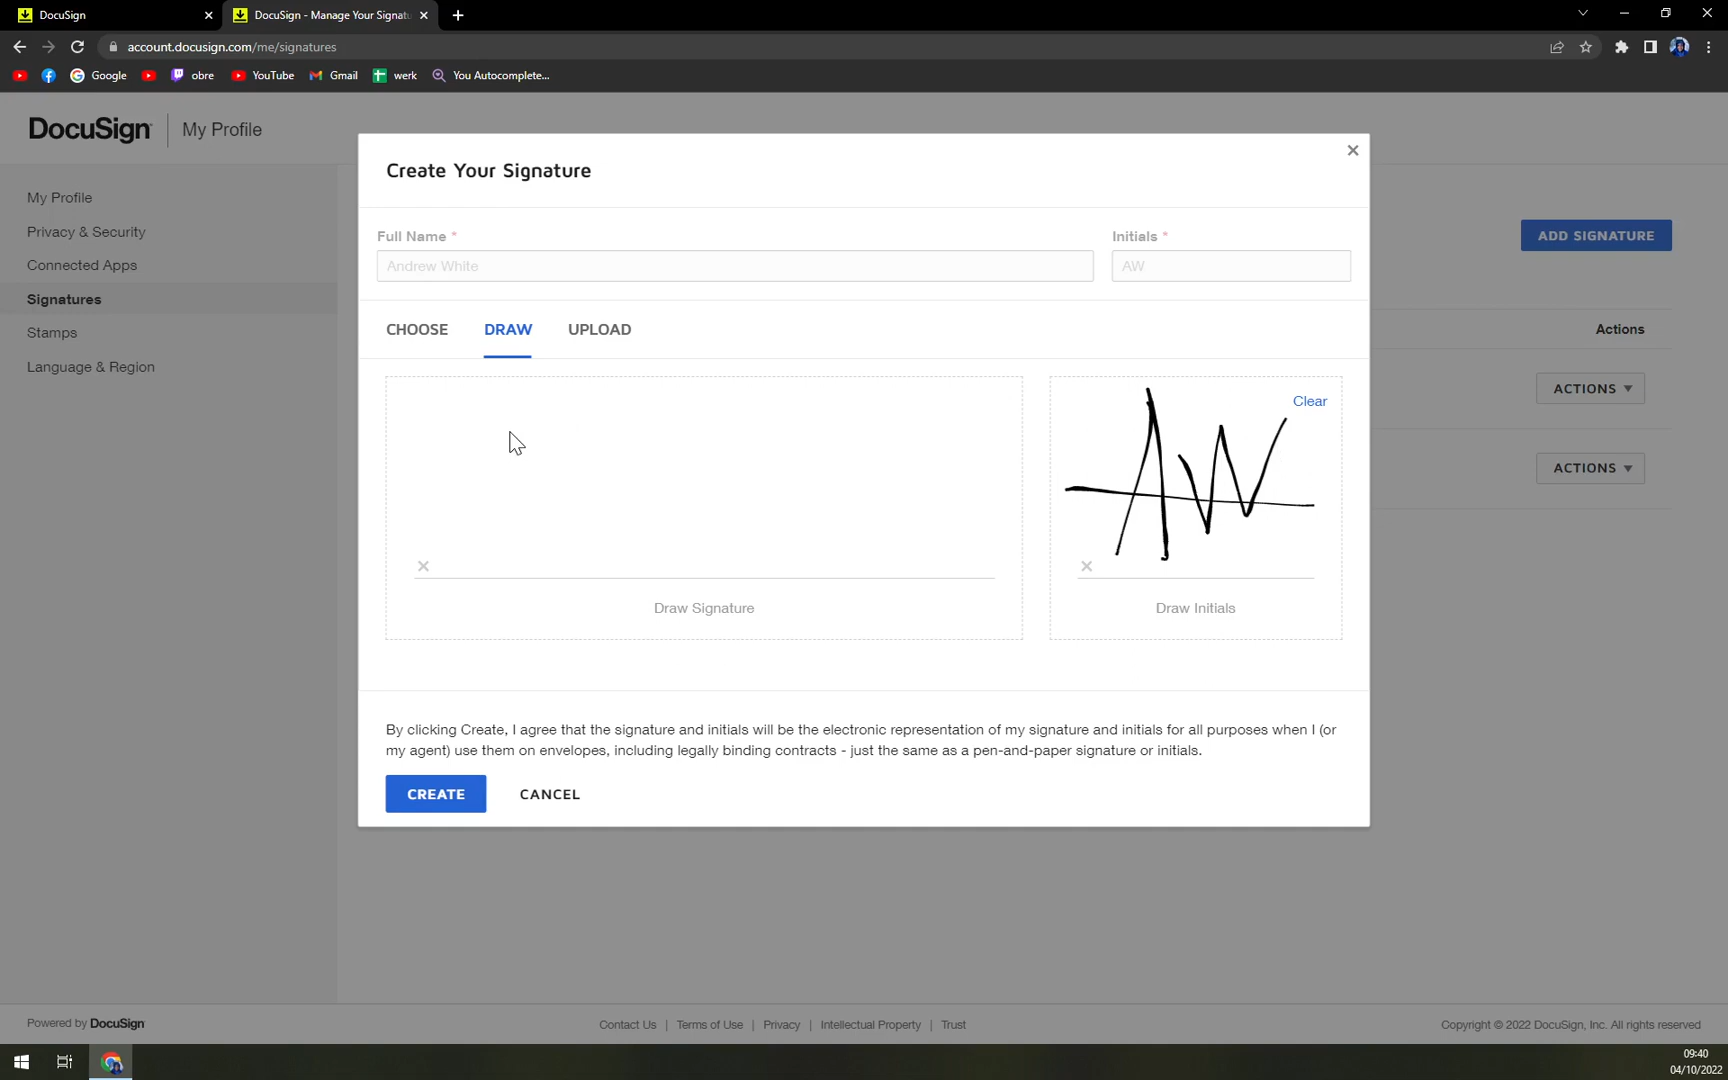 DocuSign
DocuSign - Manage Your Signatu
account.docusign.com/me/signatures
Google
obre
YouTube
Gmail
werk
You Autocomplete...
DocuSign
My Profile
My Profile
Privacy & Security
Connected Apps
Signatures
Stamps
Language & Region
ADD SIGNATURE
Actions
ACTIONS
ACTIONS
Create Your Signature
Full Name *
Initials *
Andrew White
AW
CHOOSE
DRAW
UPLOAD
Clear
AW
Draw Signature
Draw Initials
By clicking Create, I agree that the signature and initials will be the electronic representation of my signature and initials for all purposes when I (or
my agent) use them on envelopes, including legally binding contracts - just the same as a pen-and-paper signature or initials.
CREATE
CANCEL
Powered by DocuSign
Contact Us | Terms of Use | Privacy | Intellectual Property | Trust
Copyright © 2022 DocuSign, Inc. All rights reserved
09:40
04/10/2022